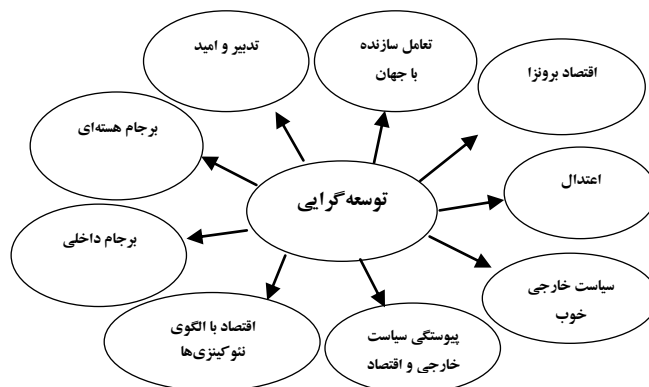 تعامل سازنده
با جهان
تدبیر و امید
اقتصاد برونزا
برجام هسته‌ای
اعتدال
توسعه‌گرایی
برجام داخلی
سیاست خارجی
خوب
اقتصاد با الگوی
نئوکینزی‌ها
پیوستگی سیاست
خارجی و اقتصاد